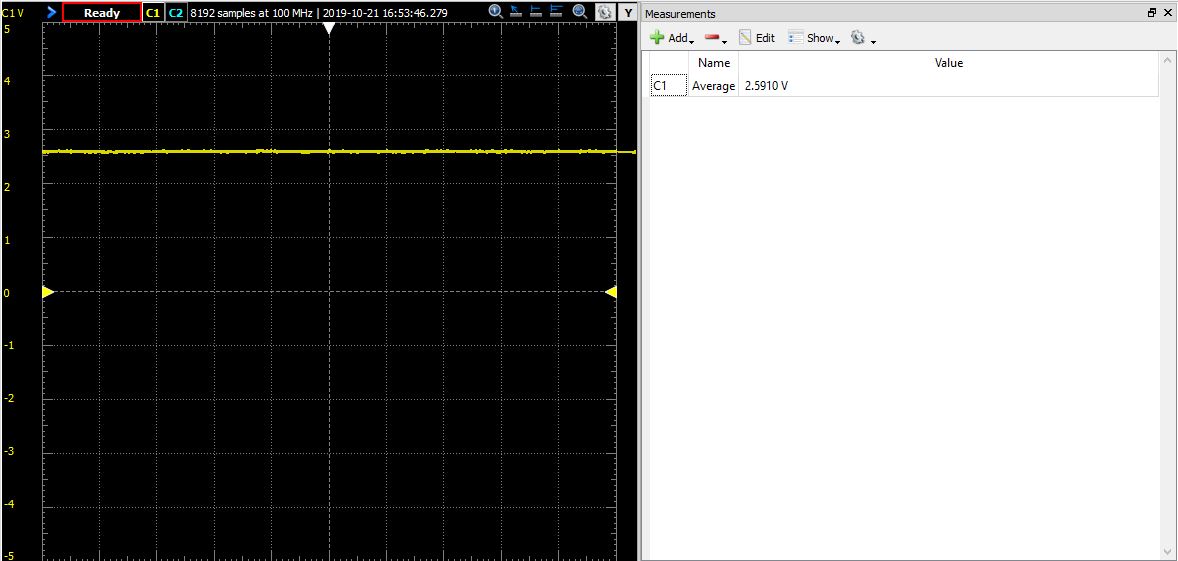 C1 V Ready C1 C2 8192 samples at 100 MHz | 2019-10-21 16:53:46.279 Y
5
4
3
2
1
0
-1
-2
-3
-4
-5
Measurements
Add Edit Show
Name Value
C1 Average 2.5910 V